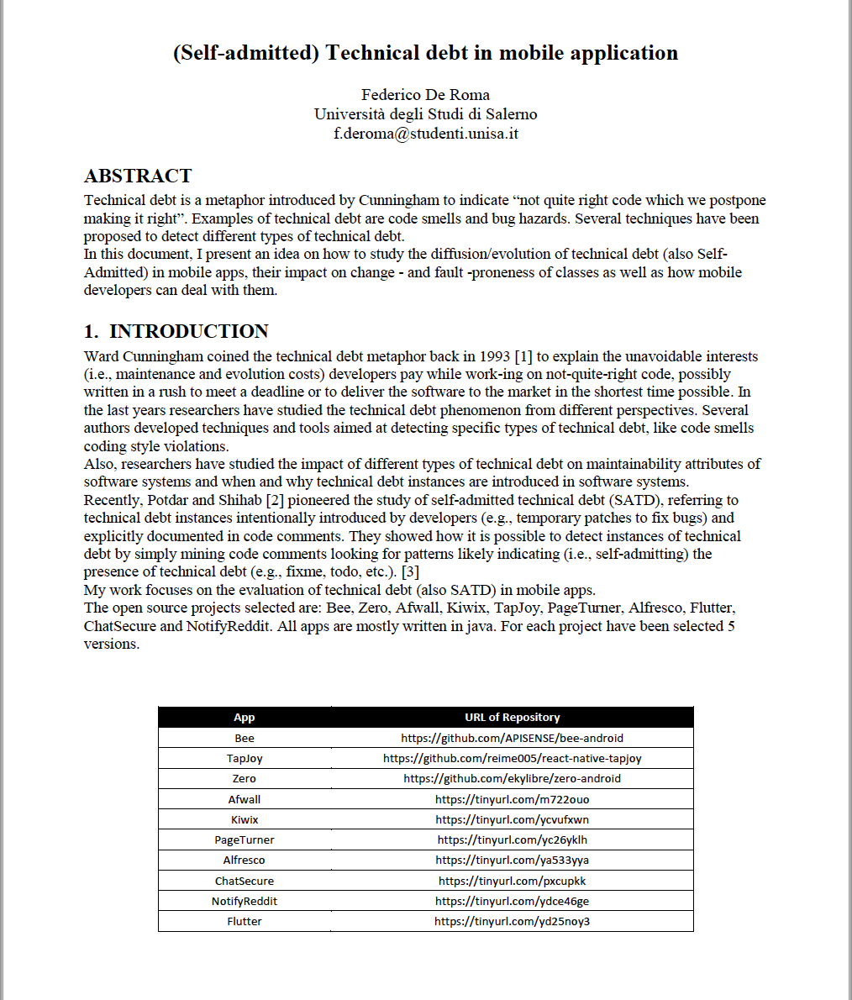 (Self-admitted) Technical debt in mobile application
Federico De Roma
Università degli Studi di Salerno
f.deroma@studenti.unisa.it
ABSTRACT
Technical debt is a metaphor introduced by Cunningham to indicate “not quite right code which we postpone
making it right”. Examples of technical debt are code smells and bug hazards. Several techniques have been
proposed to detect different types of technical debt.
In this document, I present an idea on how to study the diffusion/evolution of technical debt (also Self-
Admitted) in mobile apps, their impact on change - and fault -proneness of classes as well as how mobile
developers can deal with them.
1. INTRODUCTION
Ward Cunningham coined the technical debt metaphor back in 1993 [1] to explain the unavoidable interests
(i.e., maintenance and evolution costs) developers pay while work-ing on not-quite-right code, possibly
written in a rush to meet a deadline or to deliver the software to the market in the shortest time possible. In
the last years researchers have studied the technical debt phenomenon from different perspectives. Several
authors developed techniques and tools aimed at detecting specific types of technical debt, like code smells
coding style violations.
Also, researchers have studied the impact of different types of technical debt on maintainability attributes of
software systems and when and why technical debt instances are introduced in software systems.
Recently, Potdar and Shihab [2] pioneered the study of self-admitted technical debt (SATD), referring to
technical debt instances intentionally introduced by developers (e.g., temporary patches to fix bugs) and
explicitly documented in code comments. They showed how it is possible to detect instances of technical
debt by simply mining code comments looking for patterns likely indicating (i.e., self-admitting) the
presence of technical debt (e.g., fixme, todo, etc.). [3]
My work focuses on the evaluation of technical debt (also SATD) in mobile apps.
The open source projects selected are: Bee, Zero, Afwall, Kiwix, TapJoy, PageTurner, Alfresco, Flutter,
ChatSecure and NotifyReddit. All apps are mostly written in java. For each project have been selected 5
versions.
App URL of Repository
Bee https://github.com/APISENSE/bee-android
TapJoy https://github.com/reime005/react-native-tapjoy
Zero https://github.com/ekylibre/zero-android
Afwall https://tinyurl.com/m722ouo
Kiwix https://tinyurl.com/ycvufxwn
PageTurner https://tinyurl.com/yc26yklh
Alfresco https://tinyurl.com/ya533yya
ChatSecure https://tinyurl.com/pxcupkk
NotifyReddit https://tinyurl.com/ydce46ge
Flutter https://tinyurl.com/yd25noy3